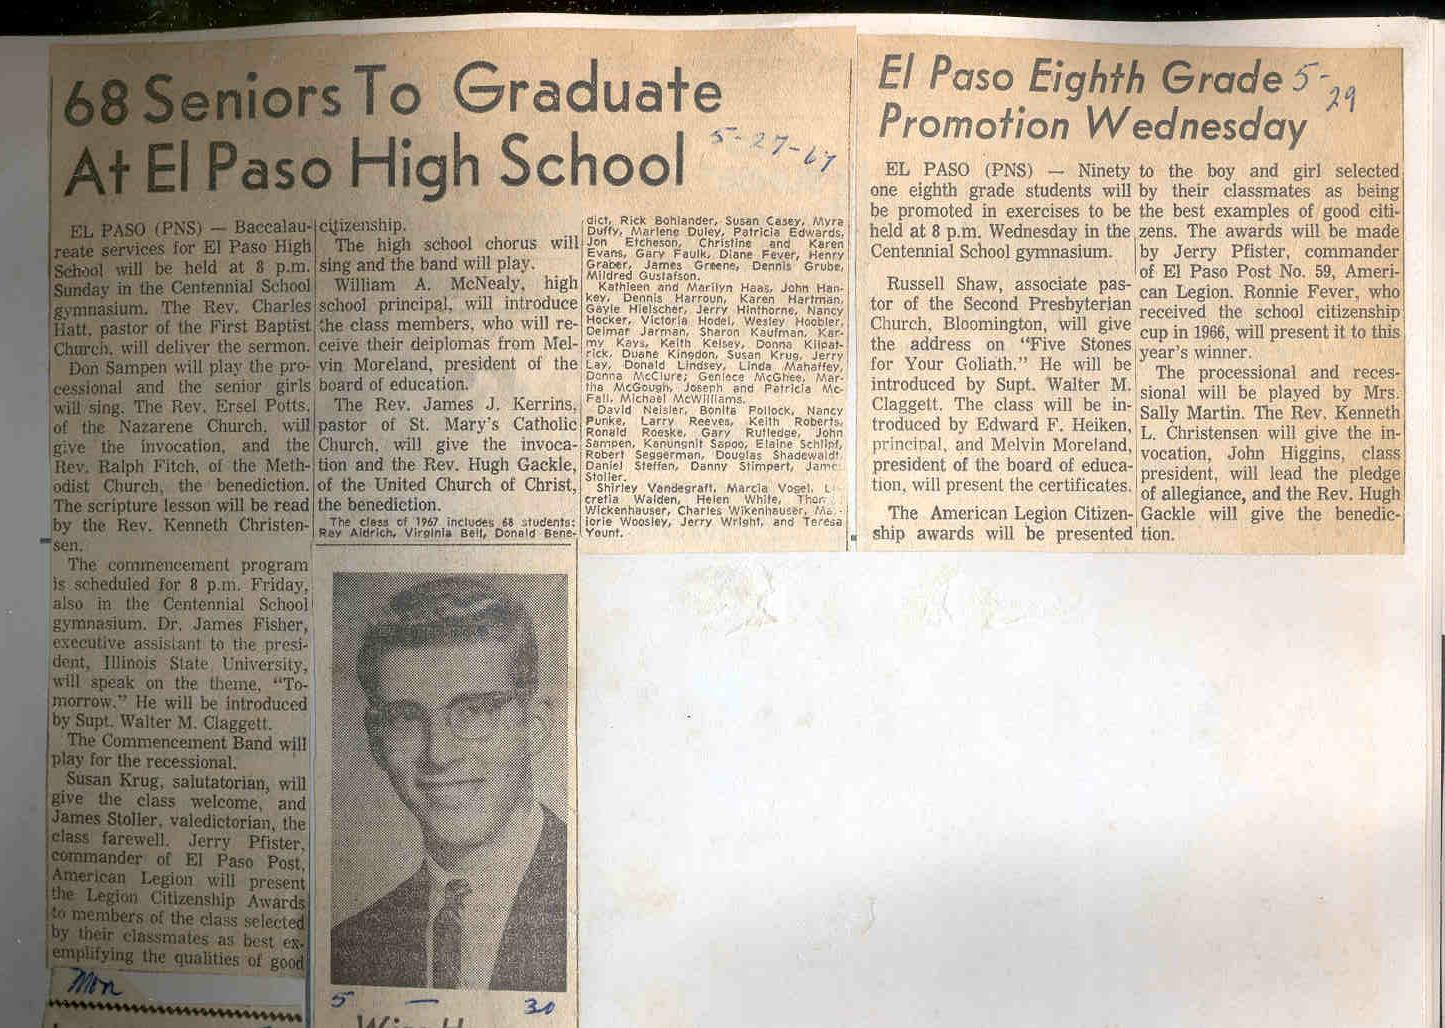 68 Seniors To Graduate
At El Paso High School
5-27-67
EL PASO (PNS) — Baccalau-
reate services for El Paso High
School will be held at 8 p.m.
Sunday in the Centennial School
gymnasium. The Rev. Charles
Hatt, pastor of the First Baptist
Church, will deliver the sermon.
Don Sampen will play the pro-
cessional and the senior girls
will sing. The Rev. Ersel Potts,
of the Nazarene Church, will
give the invocation, and the
Rev. Ralph Fitch, of the Meth-
odist Church, the benediction.
The scripture lesson will be read
by the Rev. Kenneth Christen-
sen.
The commencement program
is scheduled for 8 p.m. Friday,
also in the Centennial School
gymnasium. Dr. James Fisher,
executive assistant to the presi-
dent, Illinois State University,
will speak on the theme, "To-
morrow." He will be introduced
by Supt. Walter M. Claggett.
The Commencement Band will
play for the recessional.
Susan Krug, salutatorian, will
give the class welcome, and
James Stoller, valedictorian, the
class farewell. Jerry Pfister,
commander of El Paso Post,
American Legion will present
the Legion Citizenship Awards
to members of the class selected
by their classmates as best ex-
emplifying the qualities of good
citizenship.
The high school chorus will
sing and the band will play.
William A. McNealy, high
school principal, will introduce
the class members, who will re-
ceive their deiplomas from Mel-
vin Moreland, president of the
board of education.
The Rev. James J. Kerrins,
pastor of St. Mary's Catholic
Church, will give the invoca-
tion and the Rev. Hugh Gackle,
of the United Church of Christ,
the benediction.
The class of 1967 includes 68 students:
Ray Aldrich, Virginia Bell, Donald Bene-
dict, Rick Bohlander, Susan Casey, Myra
Duffy, Marlene Duley, Patricia Edwards,
Jon Etcheson, Christine and Karen
Evans, Gary Faulk, Diane Fever, Henry
Graber, James Greene, Dennis Grube,
Mildred Gustafson.
Kathleen and Marilyn Haas, John Han-
key, Dennis Harroun, Karen Hartman,
Gayle Hielscher, Jerry Hinthorne, Nancy
Hocker, Victoria Hodel, Wesley Hoobler,
Delmar Jarman, Sharon Kaufman, Kar-
my Kays, Keith Kelsey, Donna Kilpat-
rick, Duane Kingdon, Susan Krug, Jerry
Lay, Donald Lindsey, Linda Mahaffey,
Donna McClure; Geniece McGhee, Mar-
tha McGough, Joseph and Patricia Mc-
Fall, Michael McWilliams.
David Neisler, Bonita Pollock, Nancy
Punke, Larry Reeves, Keith Roberts,
Ronald Roeske, Gary Rutledge, John
Sampen, Kanungnit Sapoo, Elaine Schlipf,
Robert Seggerman, Douglas Shadewaldt,
Daniel Steffen, Danny Stimpert, James
Stoller.
Shirley Vandegraft, Marcia Vogel,
cretia Walden, Helen White,
Wickenhauser, Charles Wikenhauser, Ma-
jorie Woosley, Jerry Wright, and Teresa
Yount.
Mon
5 — 30
El Paso Eighth Grade
Promotion Wednesday
5-29
EL PASO (PNS) — Ninety
one eighth grade students will
be promoted in exercises to be
held at 8 p.m. Wednesday in the
Centennial School gymnasium.
Russell Shaw, associate pas-
tor of the Second Presbyterian
Church, Bloomington, will give
the address on "Five Stones
for Your Goliath." He will be
introduced by Supt. Walter M.
Claggett. The class will be in-
troduced by Edward F. Heiken,
principal, and Melvin Moreland,
president of the board of educa-
tion, will present the certificates.
The American Legion Citizen-
ship awards will be presented
to the boy and girl selected
by their classmates as being
the best examples of good citi-
zens. The awards will be made
by Jerry Pfister, commander
of El Paso Post No. 59, Ameri-
can Legion. Ronnie Fever, who
received the school citizenship
cup in 1966, will present it to this
year's winner.
The processional and reces-
sional will be played by Mrs.
Sally Martin. The Rev. Kenneth
L. Christensen will give the in-
vocation, John Higgins, class
president, will lead the pledge
of allegiance, and the Rev. Hugh
Gackle will give the benedic-
tion.